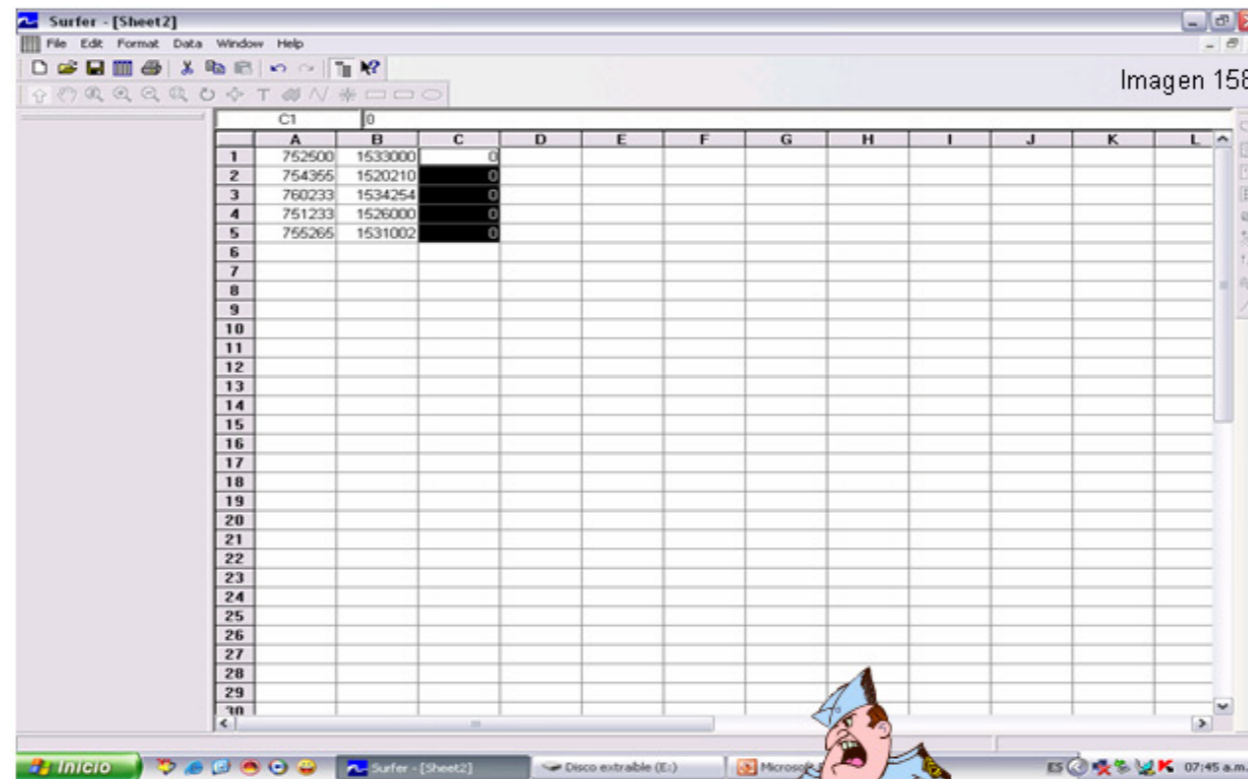 Surfer - [Sheet2]
File Edit Format Data Window Help
Imagen 158
C1 0
A B C D E F G H I J K L
1 752500 1533000 0
2 754355 1520210 0
3 760233 1534254 0
4 751233 1526000 0
5 755265 1531002 0
6
7
8
9
10
11
12
13
14
15
16
17
18
19
20
21
22
23
24
25
26
27
28
29
30
Inicio Surfer - [Sheet2] Disco extraible (E:) ES 07:45 a.m.